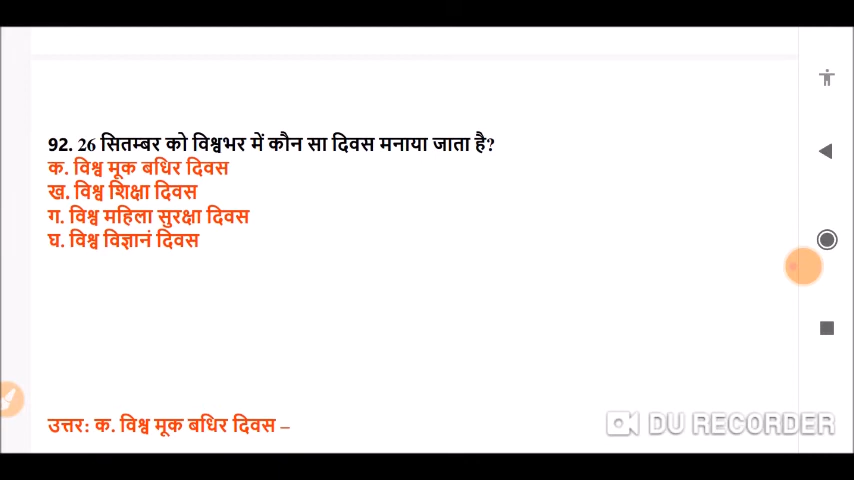 92. 26 सितम्बर को विश्वभर में कौन सा दिवस मनाया जाता है?
क. विश्व मूक बधिर दिवस
ख. विश्व शिक्षा दिवस
ग. विश्व महिला सुरक्षा दिवस
घ. विश्व विज्ञानं दिवस
उत्तर: क. विश्व मूक बधिर दिवस –
DU RECORDER